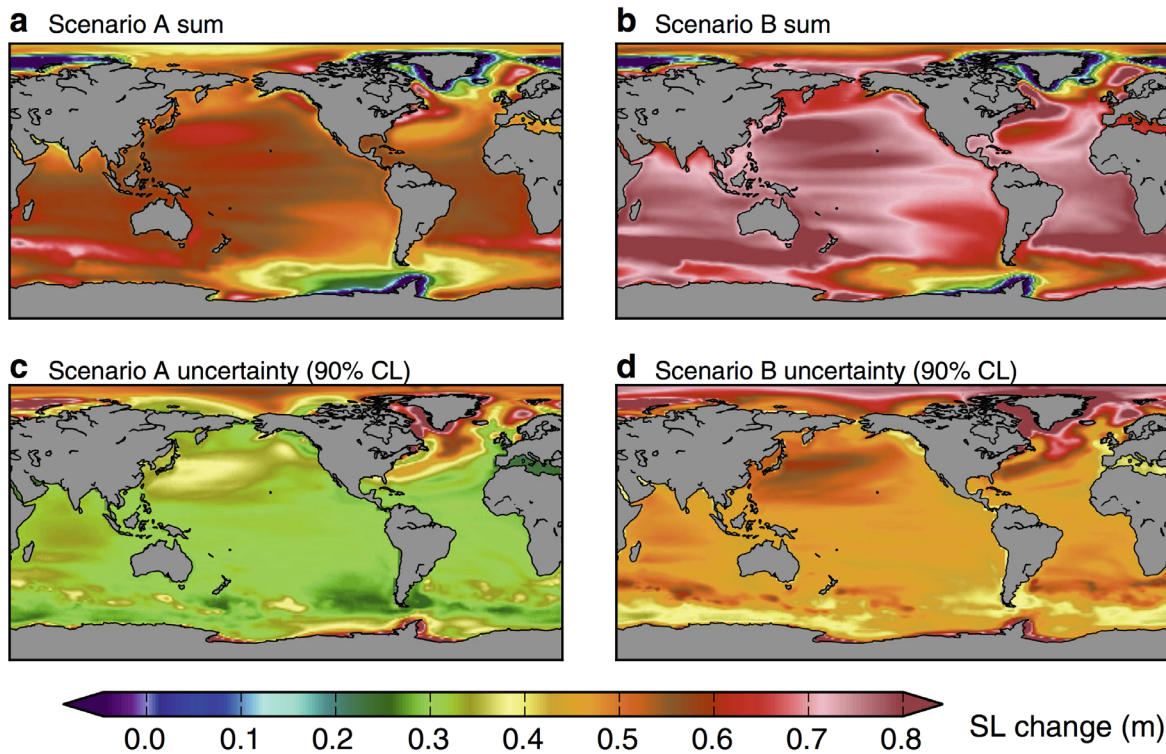 a Scenario A sum
b Scenario B sum
c Scenario A uncertainty (90% CL)
d Scenario B uncertainty (90% CL)
0.0 0.1 0.2 0.3 0.4 0.5 0.6 0.7 0.8
SL change (m)